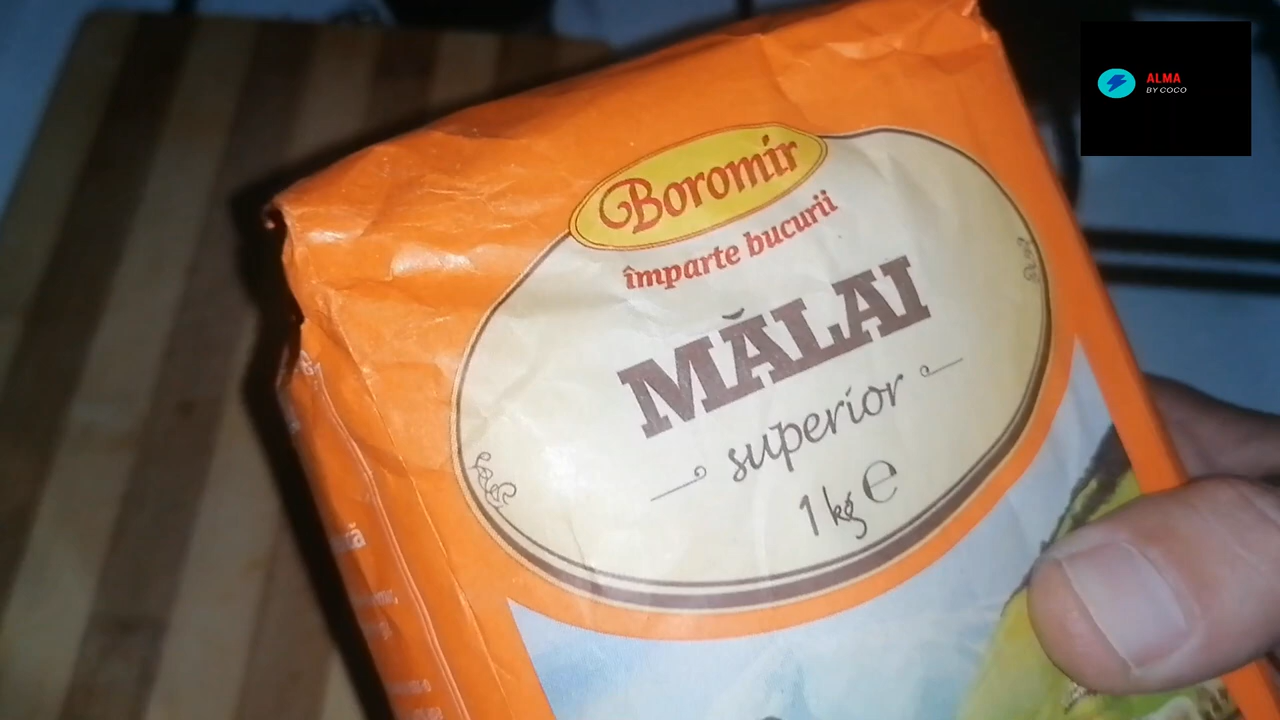 ALMA
BY COCO
Boromir
împarte bucurii
MĂLAI
superior
1 kg ℮